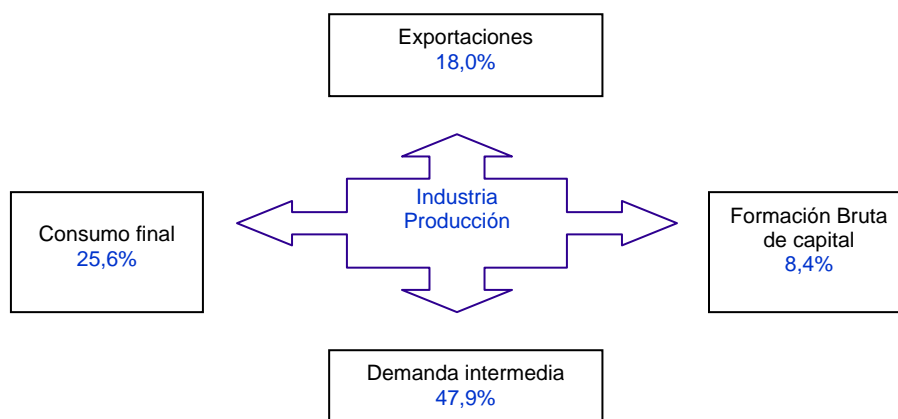 Exportaciones
18,0%
Industria
Producción
Consumo final
25,6%
Formación Bruta
de capital
8,4%
Demanda intermedia
47,9%